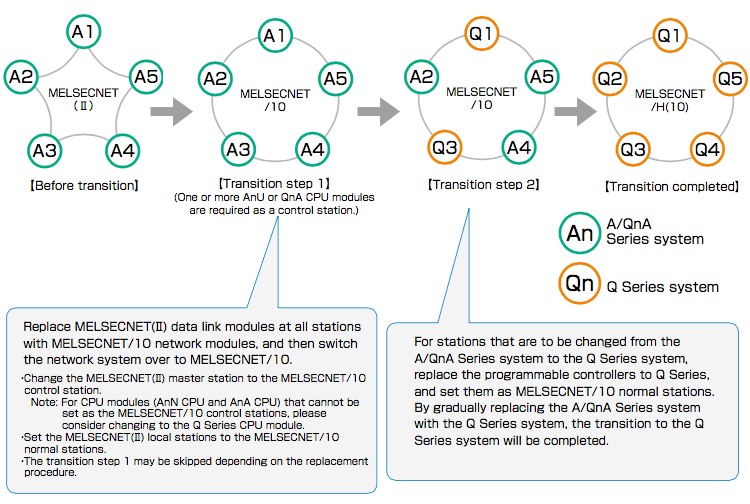 A1
A2
A5
MELSECNET
(Ⅱ)
A3
A4
【Before transition】
A1
A2
A5
MELSECNET
/10
A3
A4
【Transition step 1】
(One or more AnU or QnA CPU modules
are required as a control station.)
Q1
A2
A5
MELSECNET
/10
Q3
A4
【Transition step 2】
Q1
Q2
Q5
MELSECNET
/H(10)
Q3
Q4
【Transition completed】
An
A/QnA
Series system
Qn
Q Series system
Replace MELSECNET(Ⅱ) data link modules at all stations
with MELSECNET/10 network modules, and then switch
the network system over to MELSECNET/10.
·Change the MELSECNET(Ⅱ) master station to the MELSECNET/10
control station.
Note: For CPU modules (AnN CPU and AnA CPU) that cannot be
set as the MELSECNET/10 control stations, please
consider changing to the Q Series CPU module.
·Set the MELSECNET(Ⅱ) local stations to the MELSECNET/10
normal stations.
·The transition step 1 may be skipped depending on the replacement
procedure.
For stations that are to be changed from the
A/QnA Series system to the Q Series system,
replace the programmable controllers to Q Series,
and set them as MELSECNET/10 normal stations.
By gradually replacing the A/QnA Series system
with the Q Series system, the transition to the Q
Series system will be completed.